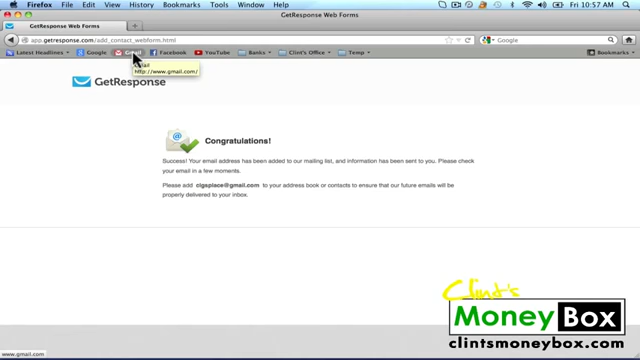 Firefox File Edit View History Bookmarks Tools Window Help Fri 10:57 AM
GetResponse Web Forms
GetResponse Web Forms
app.getresponse.com/add_contact_webform.html Google
Latest Headlines Google Gmail Facebook YouTube Banks Clint's Office Temp Bookmarks
Gmail
http://www.gmail.com/
GetResponse
Congratulations!
Success! Your email address has been added to our mailing list, and information has been sent to you. Please check
your email in a few moments.
Please add cigsplace@gmail.com to your address book or contacts to ensure that our future emails will be
properly delivered to your inbox.
Clint's
Money Box
clintsmoneybox.com
www.gmail.com